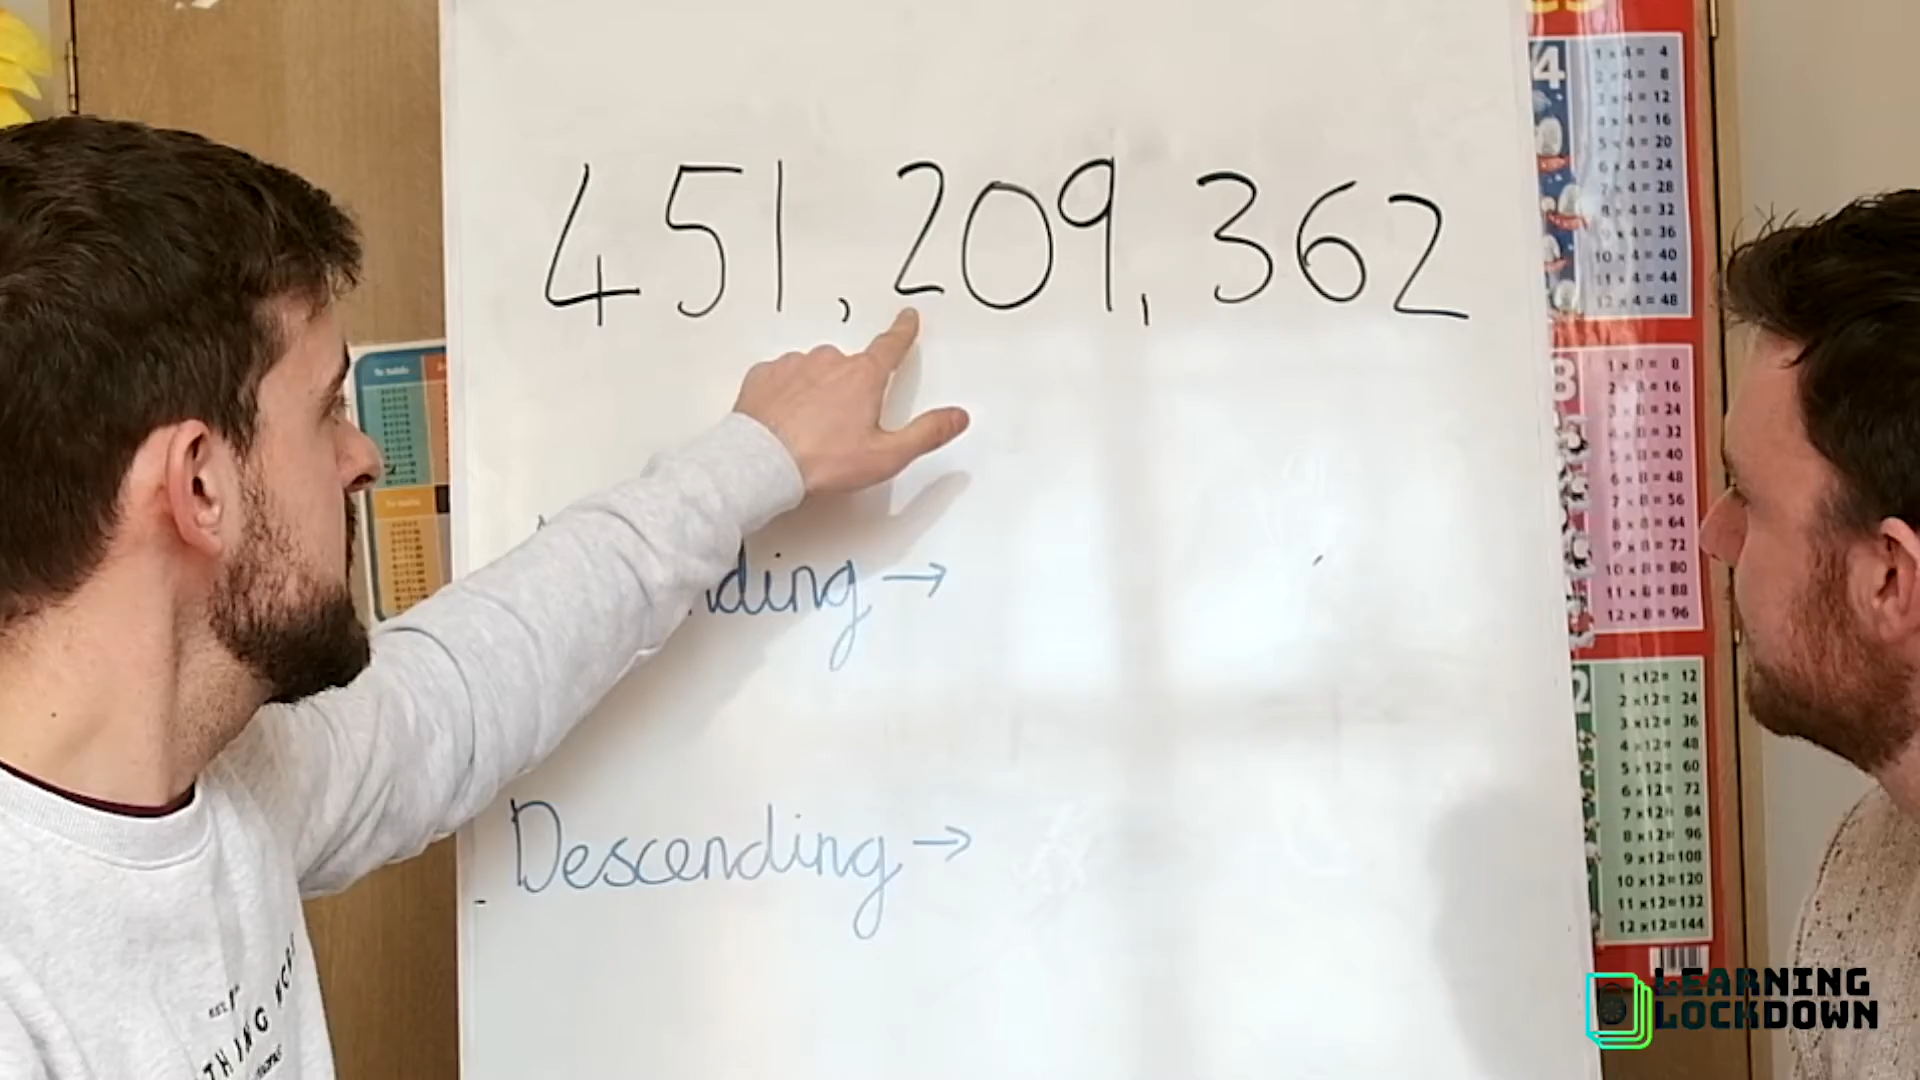 451,209,362
nding →
Descending →
4
1 x 4 = 4
2 x 4 = 8
3 x 4 = 12
4 x 4 = 16
5 x 4 = 20
6 x 4 = 24
7 x 4 = 28
8 x 4 = 32
9 x 4 = 36
10 x 4 = 40
11 x 4 = 44
12 x 4 = 48
8
1 x 8 = 8
2 x 8 = 16
3 x 8 = 24
4 x 8 = 32
5 x 8 = 40
6 x 8 = 48
7 x 8 = 56
8 x 8 = 64
9 x 8 = 72
10 x 8 = 80
11 x 8 = 88
12 x 8 = 96
2
1 x 12 = 12
2 x 12 = 24
3 x 12 = 36
4 x 12 = 48
5 x 12 = 60
6 x 12 = 72
7 x 12 = 84
8 x 12 = 96
9 x 12 = 108
10 x 12 = 120
11 x 12 = 132
12 x 12 = 144
THING
LEARNING
LOCKDOWN